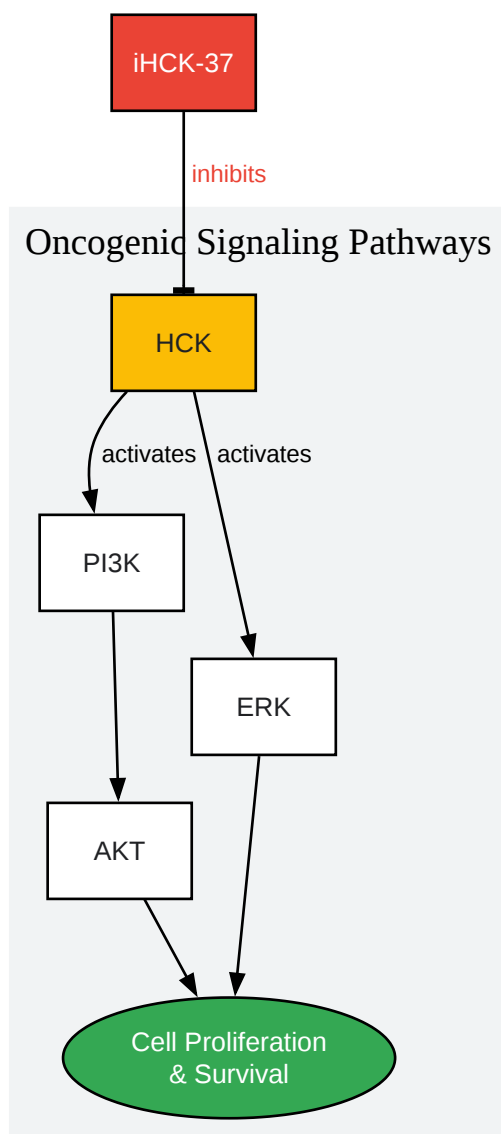 iHCK-37
inhibits
Oncogenic Signaling Pathways
HCK
activates
activates
PI3K
ERK
AKT
Cell Proliferation
& Survival